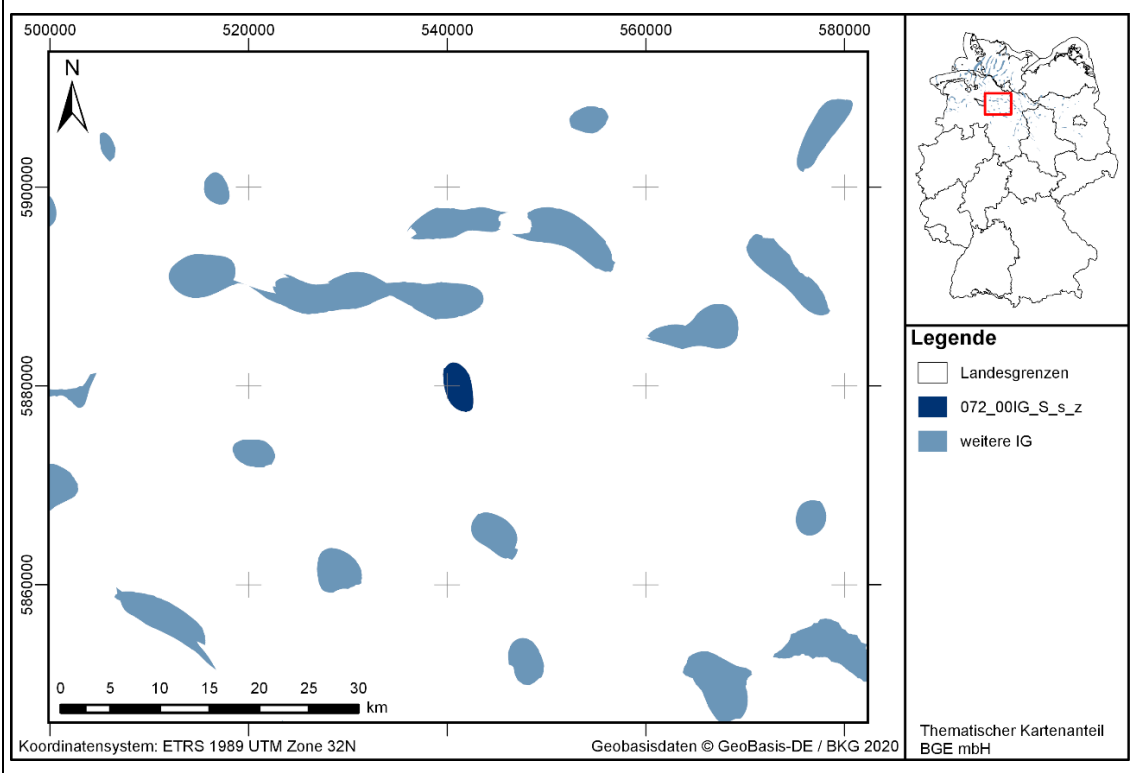 500000 520000 540000 560000 580000
N
5900000
5880000
5860000
0 5 10 15 20 25 30
km
Koordinatensystem: ETRS 1989 UTM Zone 32N
Geobasisdaten © GeoBasis-DE / BKG 2020
Legende
Landesgrenzen
072_00IG_S_s_z
weitere IG
Thematischer Kartenanteil
BGE mbH